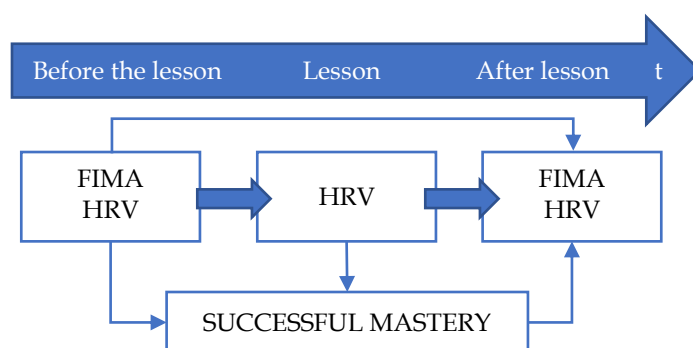 Before the lesson Lesson After lesson t
FIMA
HRV
HRV
FIMA
HRV
SUCCESSFUL MASTERY